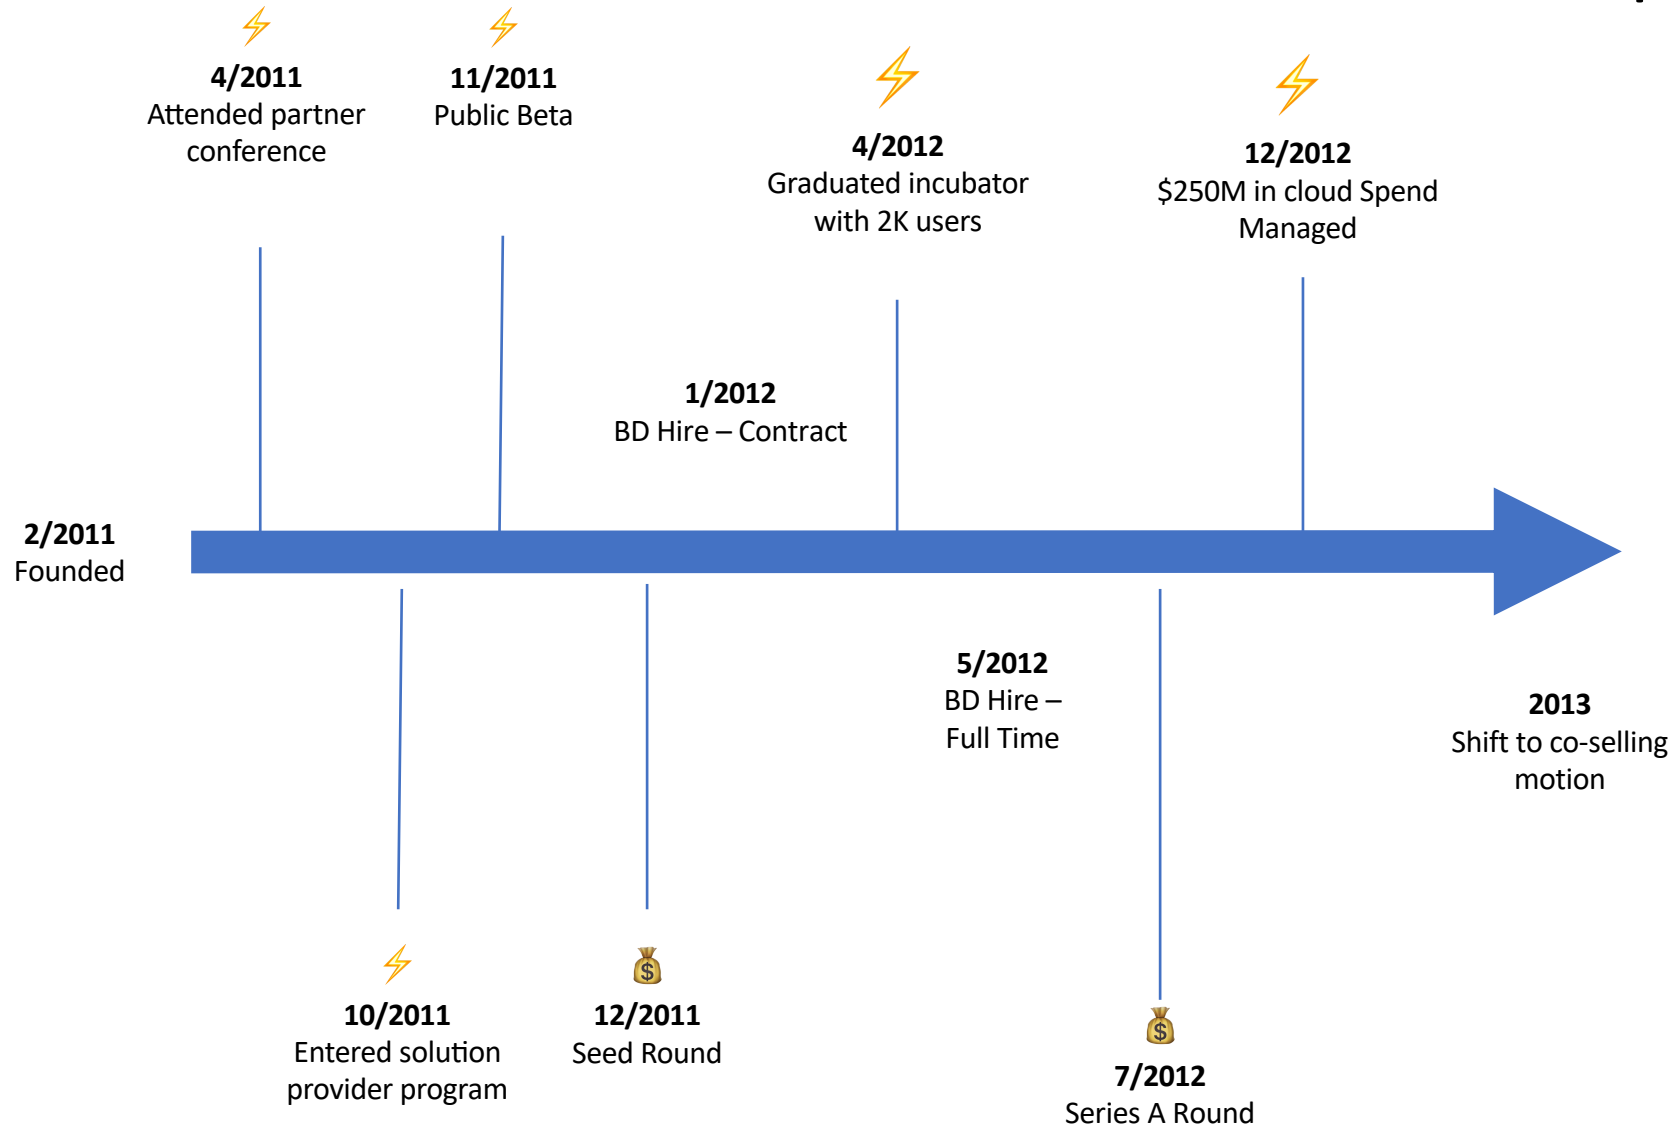 4/2011
Attended partner
conference
11/2011
Public Beta
4/2012
Graduated incubator
with 2K users
12/2012
$250M in cloud Spend
Managed
1/2012
BD Hire – Contract
2/2011
Founded
5/2012
BD Hire –
Full Time
2013
Shift to co-selling
motion
10/2011
Entered solution
provider program
$
12/2011
Seed Round
$
7/2012
Series A Round